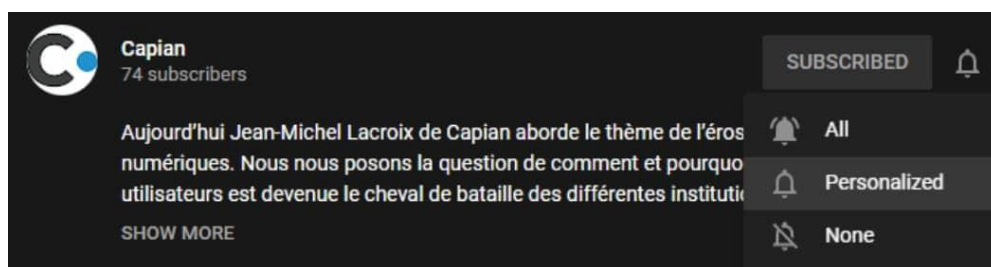 Capian
74 subscribers
SUBSCRIBED
Aujourd'hui Jean-Michel Lacroix de Capian aborde le thème de l'éros
numériques. Nous nous posons la question de comment et pourquo
utilisateurs est devenue le cheval de bataille des différentes institutio
SHOW MORE
All
Personalized
None